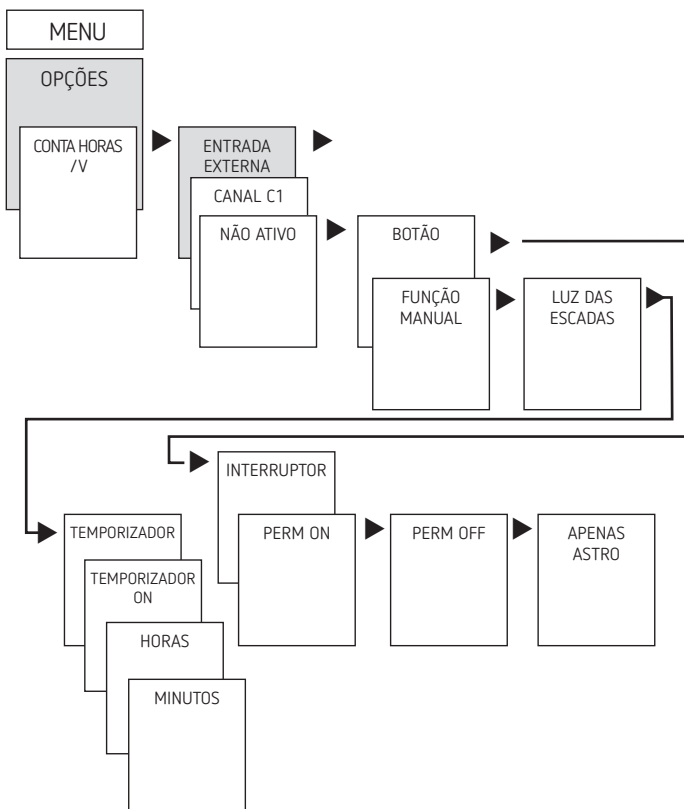 MENU
OPÇÕES
CONTA HORAS
/V
ENTRADA
EXTERNA
CANAL C1
NÃO ATIVO
BOTÃO
FUNÇÃO
MANUAL
LUZ DAS
ESCADAS
INTERRUPTOR
PERM ON
PERM OFF
APENAS
ASTRO
TEMPORIZADOR
TEMPORIZADOR
ON
HORAS
MINUTOS